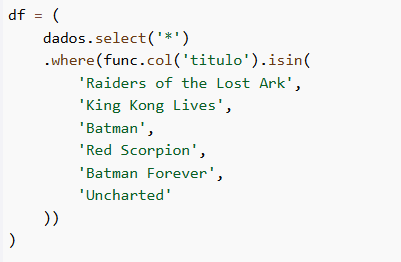 df = (
    dados.select('*')
    .where(func.col('titulo').isin(
        'Raiders of the Lost Ark',
        'King Kong Lives',
        'Batman',
        'Red Scorpion',
        'Batman Forever',
        'Uncharted'
    ))
)